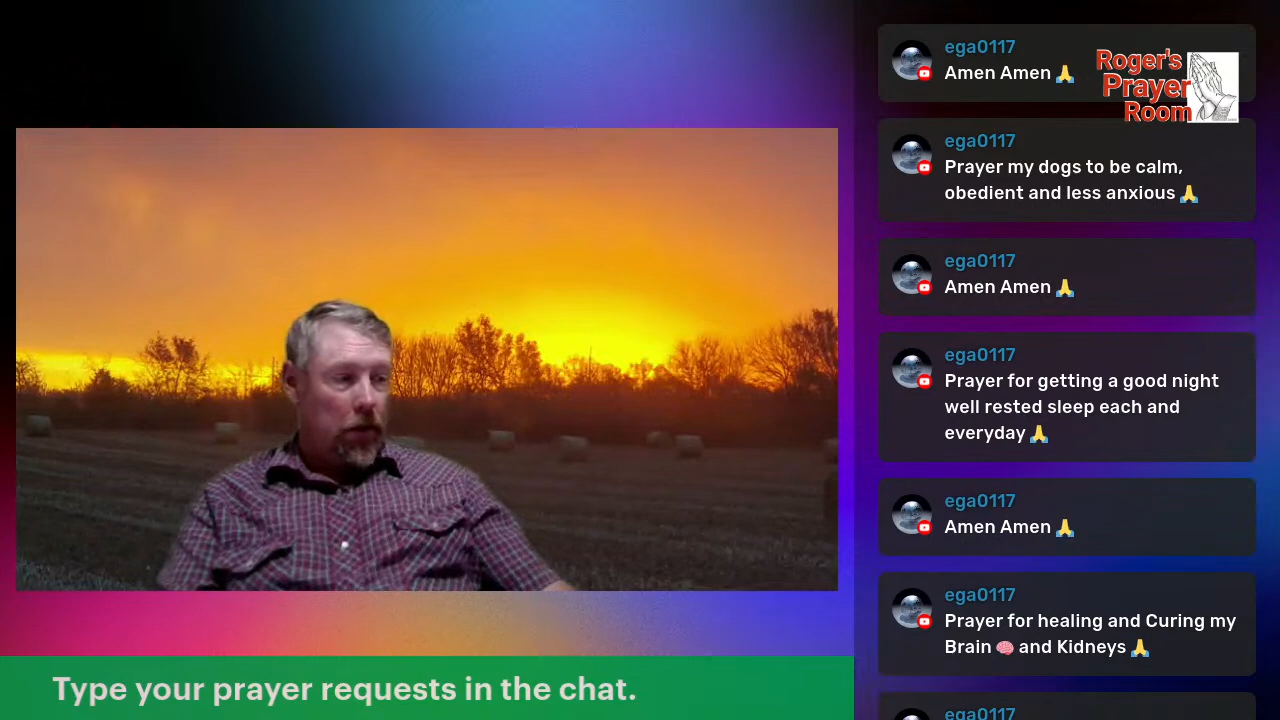 ega0117
Amen Amen 🙏
Roger's
Prayer
Room
ega0117
Prayer my dogs to be calm,
obedient and less anxious 🙏
ega0117
Amen Amen 🙏
ega0117
Prayer for getting a good night
well rested sleep each and
everyday 🙏
ega0117
Amen Amen 🙏
ega0117
Prayer for healing and Curing my
Brain 🧠 and Kidneys 🙏
ega0117
Type your prayer requests in the chat.